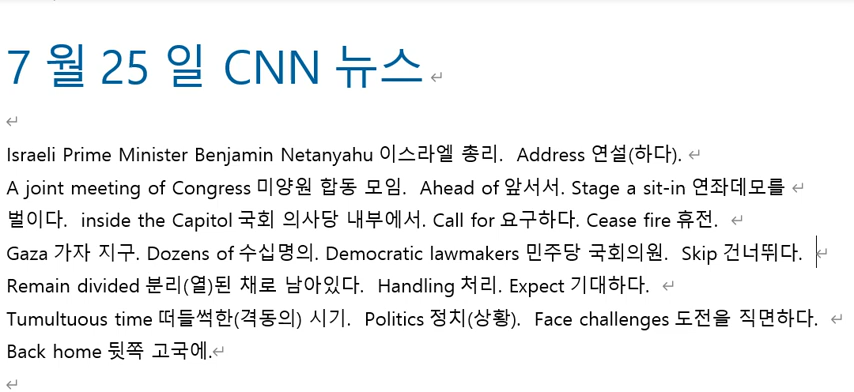 7 월 25 일 CNN 뉴스
Israeli Prime Minister Benjamin Netanyahu 이스라엘 총리. Address 연설(하다).
A joint meeting of Congress 미양원 합동 모임. Ahead of 앞서서. Stage a sit-in 연좌데모를
벌이다. inside the Capitol 국회 의사당 내부에서. Call for 요구하다. Cease fire 휴전.
Gaza 가자 지구. Dozens of 수십명의. Democratic lawmakers 민주당 국회의원. Skip 건너뛰다.
Remain divided 분리(열)된 채로 남아있다. Handling 처리. Expect 기대하다.
Tumultuous time 떠들썩한(격동의) 시기. Politics 정치(상황). Face challenges 도전을 직면하다.
Back home 뒷쪽 고국에.